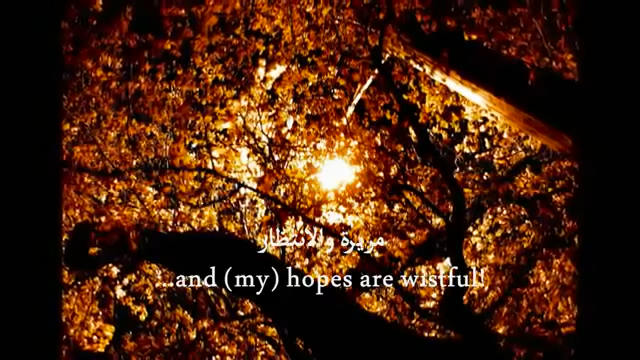 مريرة والانتظار
...and (my) hopes are wistful!